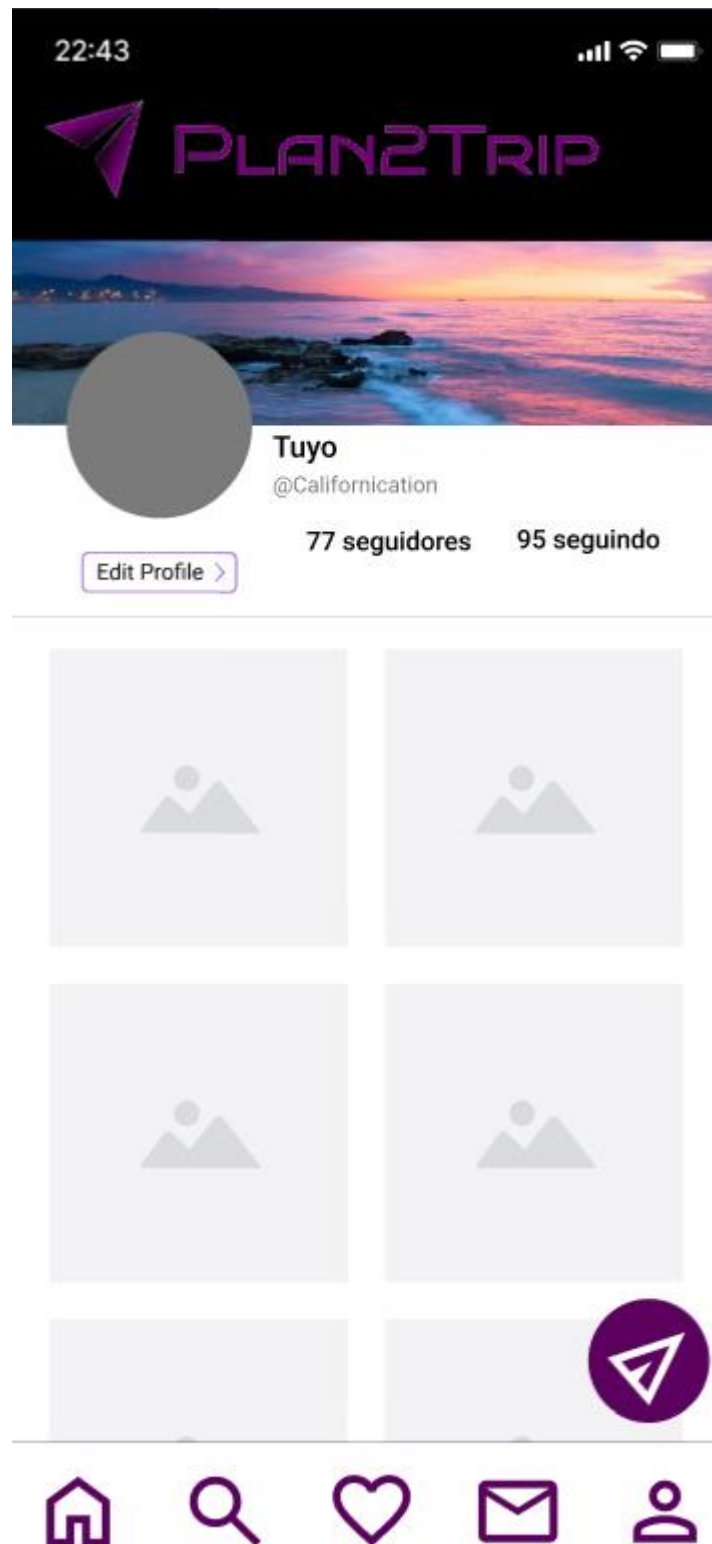 22:43
PLAN2TRIP
Tuyo
@Californication
77 seguidores 95 seguindo
Edit Profile >